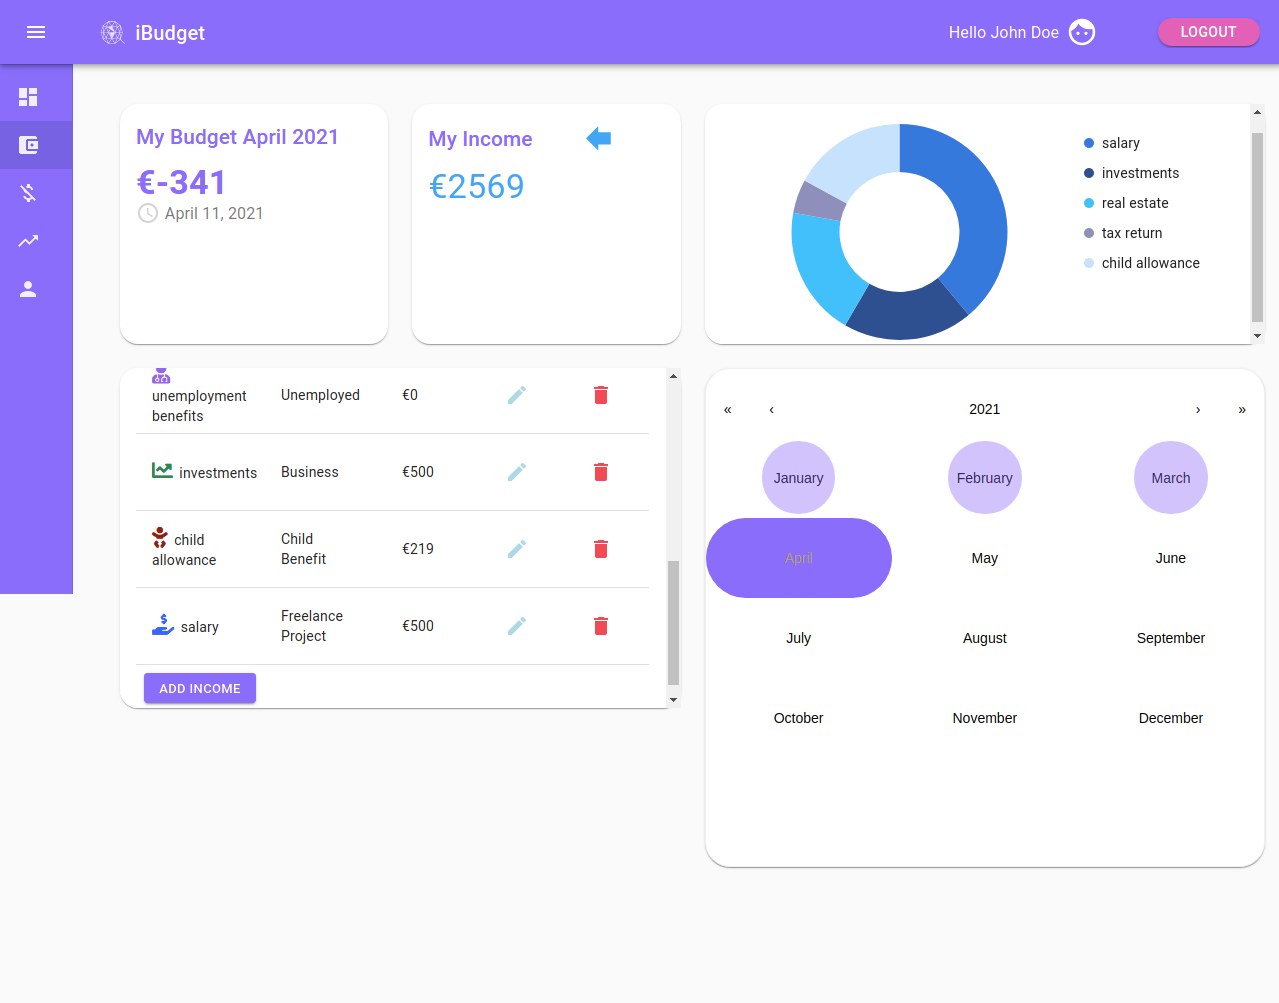 iBudget
Hello John Doe
LOGOUT
My Budget April 2021
€-341
April 11, 2021
My Income
€2569
salary
investments
real estate
tax return
child allowance
unemployment
benefits
Unemployed
€0
investments
Business
€500
child
allowance
Child
Benefit
€219
salary
Freelance
Project
€500
ADD INCOME
« ‹ 2021 › »
January February March
April May June
July August September
October November December